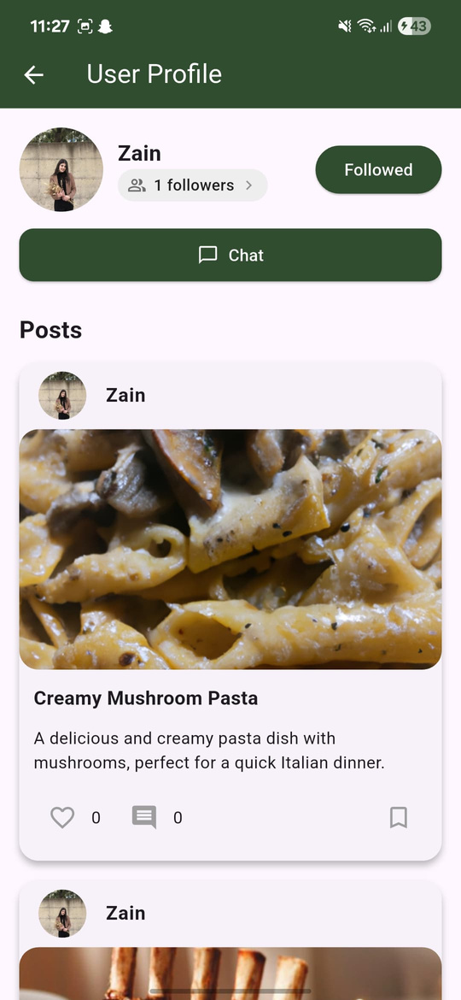 11:27
43
User Profile
Zain
1 followers
Followed
Chat
Posts
Zain
Creamy Mushroom Pasta
A delicious and creamy pasta dish with
mushrooms, perfect for a quick Italian dinner.
0
0
Zain